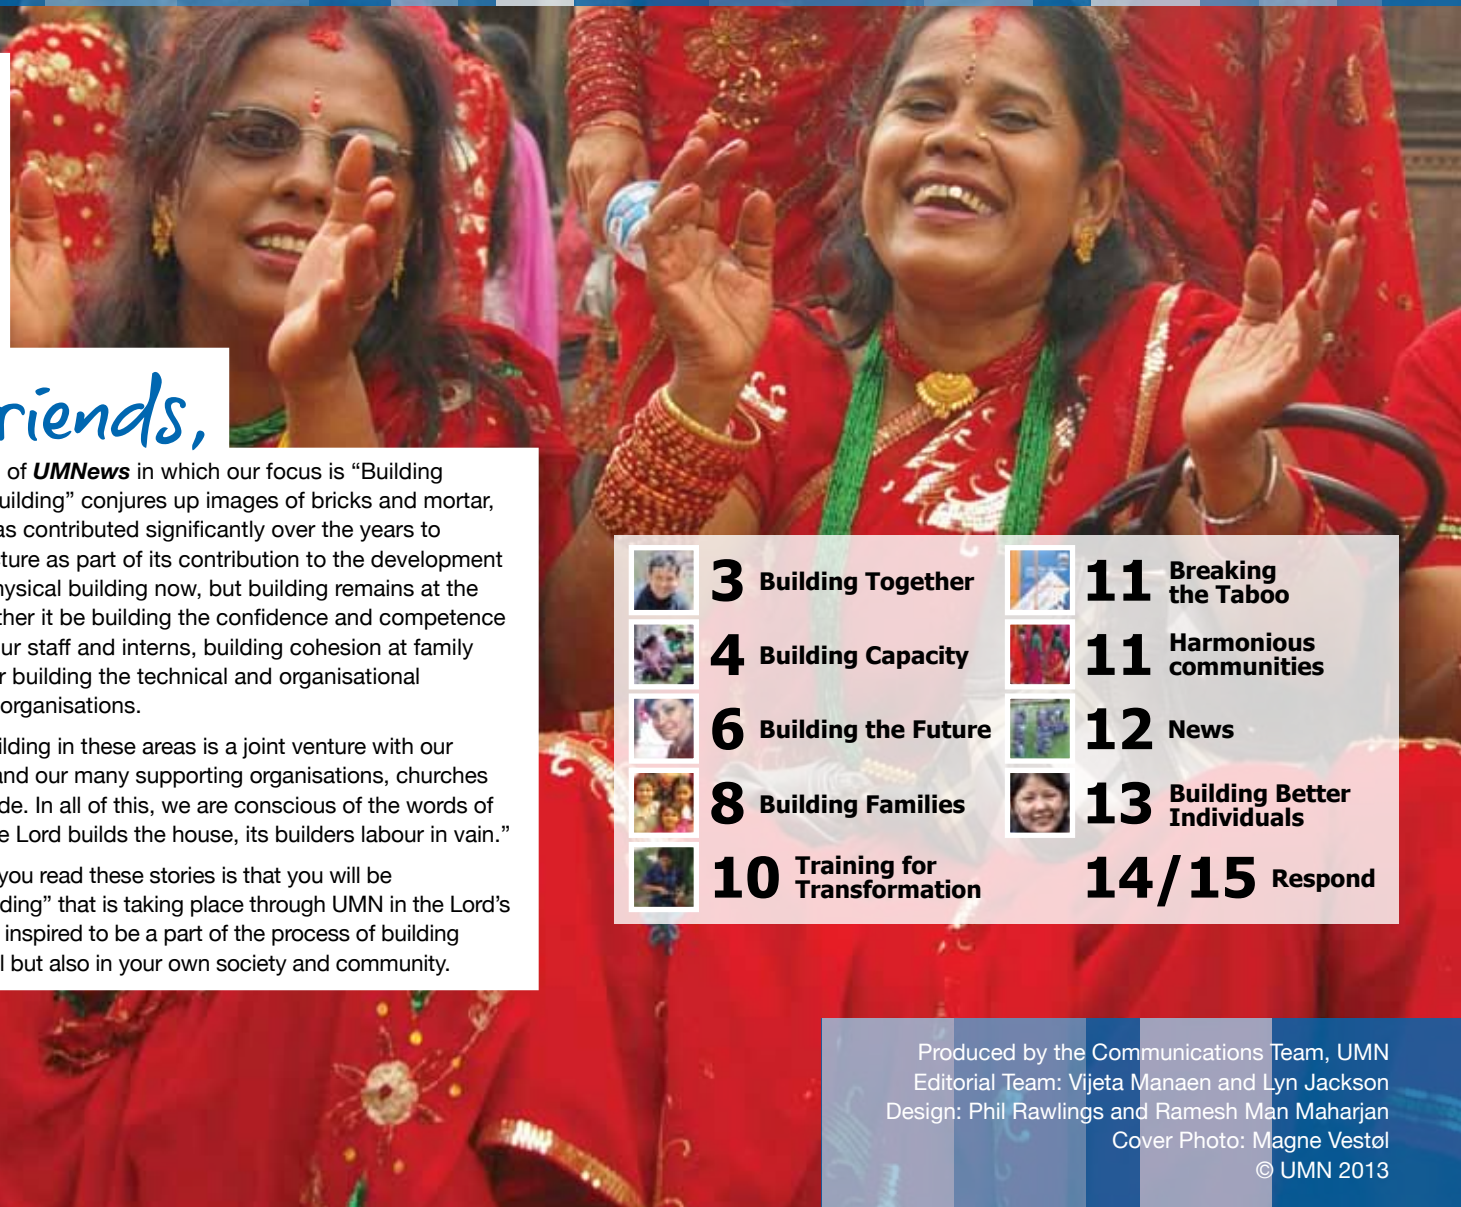 riends,
of UMNews in which our focus is “Building
uilding” conjures up images of bricks and mortar,
as contributed significantly over the years to
ture as part of its contribution to the development
hysical building now, but building remains at the
ther it be building the confidence and competence
ur staff and interns, building cohesion at family
r building the technical and organisational
organisations.
ilding in these areas is a joint venture with our
and our many supporting organisations, churches
de. In all of this, we are conscious of the words of
e Lord builds the house, its builders labour in vain.”
you read these stories is that you will be
ding” that is taking place through UMN in the Lord’s
inspired to be a part of the process of building
l but also in your own society and community.
3 Building Together
4 Building Capacity
6 Building the Future
8 Building Families
10 Training for
Transformation
11 Breaking
the Taboo
11 Harmonious
communities
12 News
13 Building Better
Individuals
14/15 Respond
Produced by the Communications Team, UMN
Editorial Team: Vijeta Manaen and Lyn Jackson
Design: Phil Rawlings and Ramesh Man Maharjan
Cover Photo: Magne Vestøl
© UMN 2013